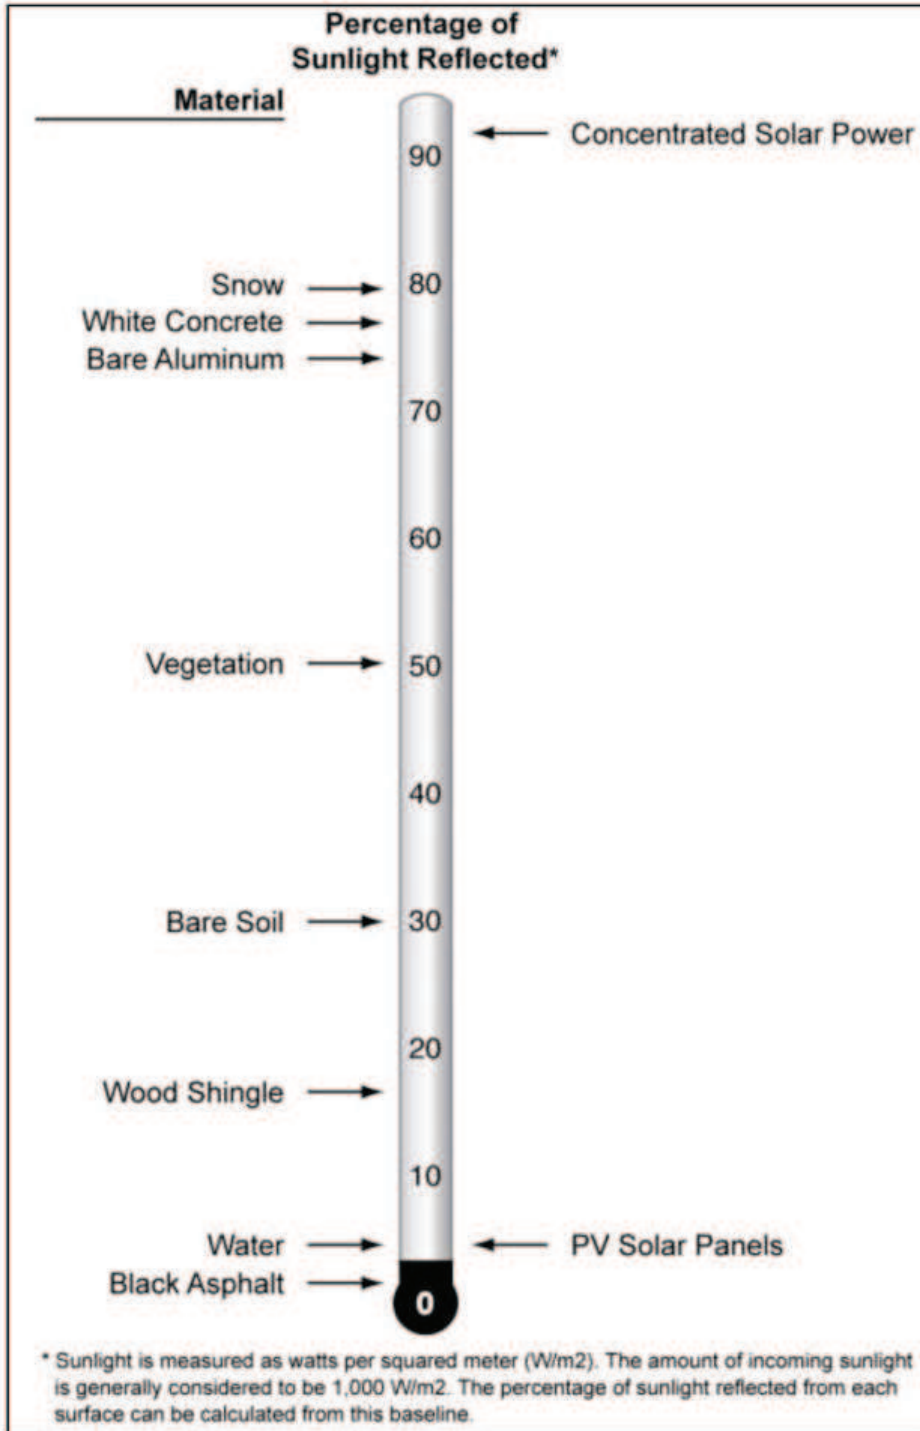 Percentage of
Sunlight Reflected*
Material
Concentrated Solar Power
90
Snow
80
White Concrete
Bare Aluminum
70
60
Vegetation
50
40
Bare Soil
30
20
Wood Shingle
10
Water
PV Solar Panels
Black Asphalt
0
* Sunlight is measured as watts per squared meter (W/m2). The amount of incoming sunlight
is generally considered to be 1,000 W/m2. The percentage of sunlight reflected from each
surface can be calculated from this baseline.